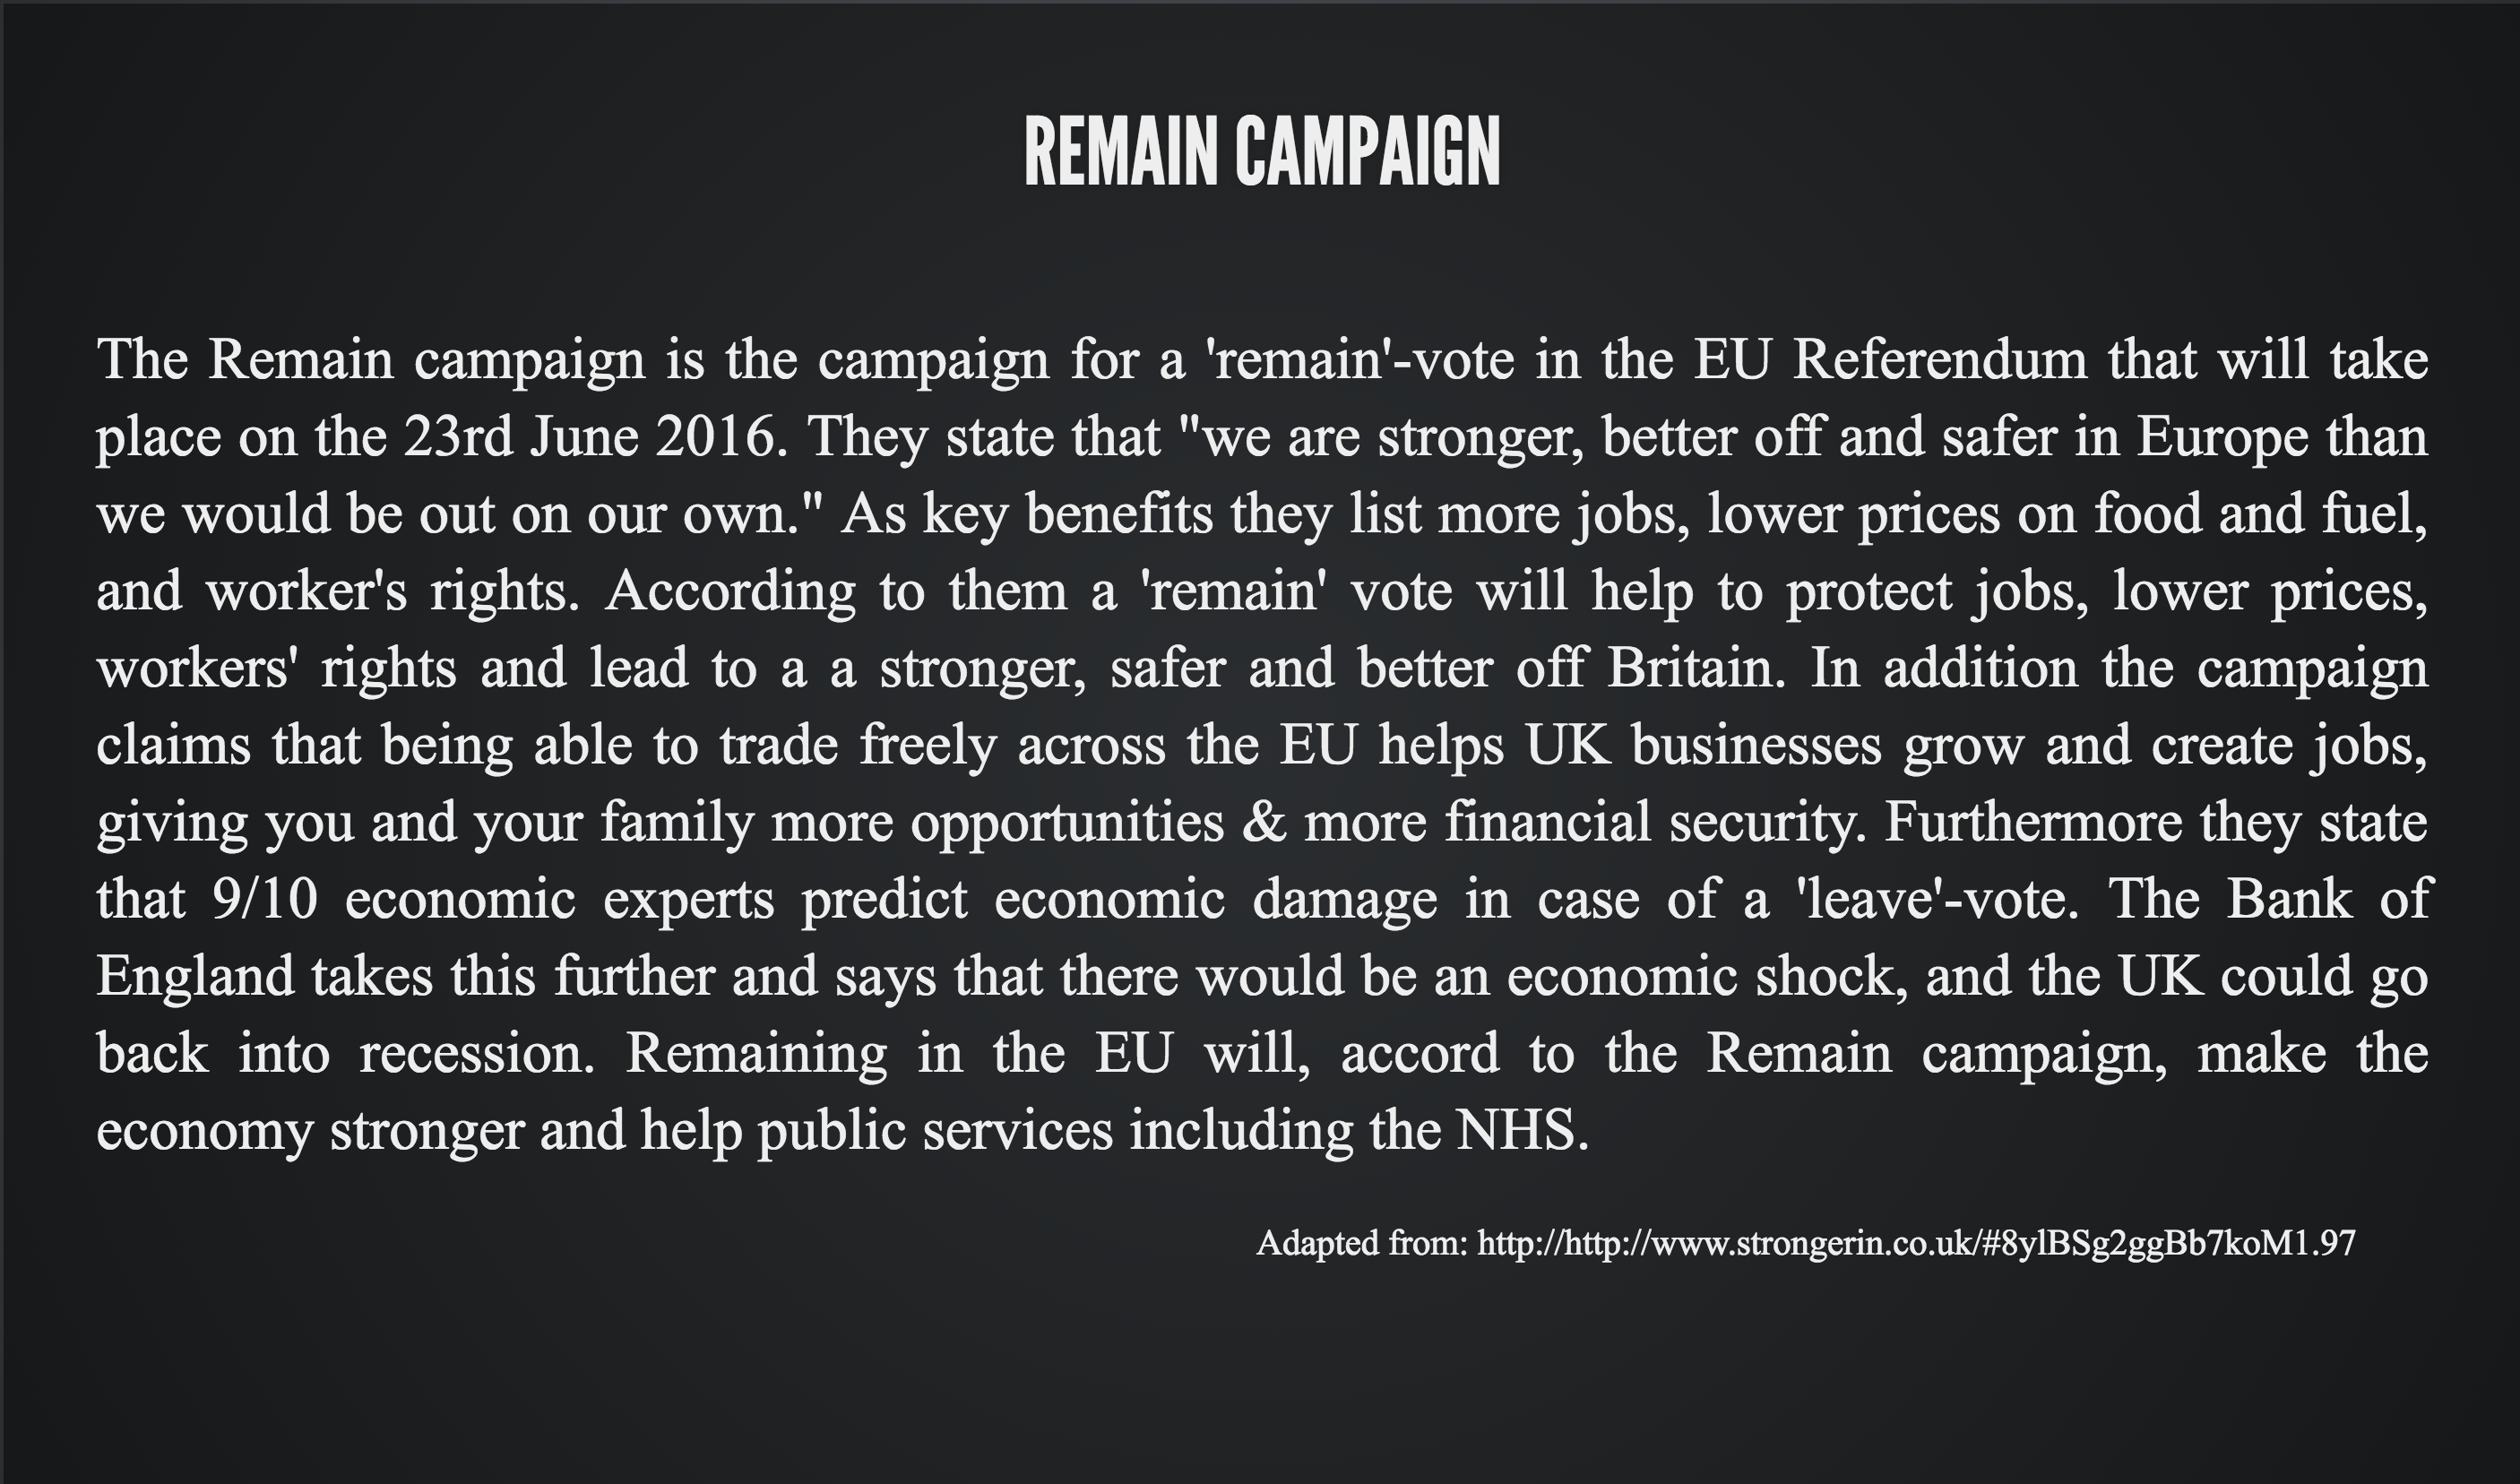 REMAIN CAMPAIGN
The Remain campaign is the campaign for a 'remain'-vote in the EU Referendum that will take
place on the 23rd June 2016. They state that "we are stronger, better off and safer in Europe than
we would be out on our own." As key benefits they list more jobs, lower prices on food and fuel,
and worker's rights. According to them a 'remain' vote will help to protect jobs, lower prices,
workers' rights and lead to a a stronger, safer and better off Britain. In addition the campaign
claims that being able to trade freely across the EU helps UK businesses grow and create jobs,
giving you and your family more opportunities & more financial security. Furthermore they state
that 9/10 economic experts predict economic damage in case of a 'leave'-vote. The Bank of
England takes this further and says that there would be an economic shock, and the UK could go
back into recession. Remaining in the EU will, accord to the Remain campaign, make the
economy stronger and help public services including the NHS.
Adapted from: http://http://www.strongerin.co.uk/#8ylBSg2ggBb7koM1.97